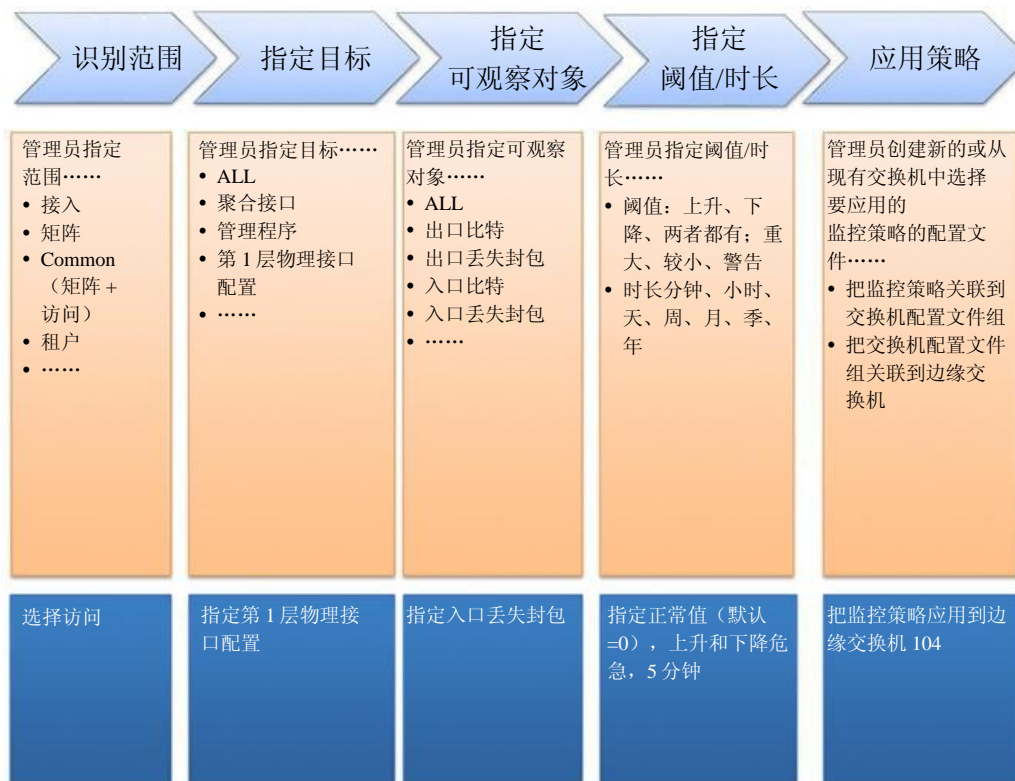 识别范围
指定目标
指定
可观察对象
指定
阈值/时长
应用策略
管理员指定
范围……
• 接入
• 矩阵
• Common
（矩阵 +
访问）
• 租户
• ……
管理员指定目标……
• ALL
• 聚合接口
• 管理程序
• 第 1 层物理接口
配置
• ……
管理员指定可观察
对象……
• ALL
• 出口比特
• 出口丢失封包
• 入口比特
• 入口丢失封包
• ……
管理员指定阈值/时
长……
• 阈值：上升、下
降、两者都有；重
大、较小、警告
• 时长分钟、小时、
天、周、月、季、
年
管理员创建新的或从
现有交换机中选择
要应用的
监控策略的配置文
件……
• 把监控策略关联到
交换机配置文件组
• 把交换机配置文件
组关联到边缘交
换机
选择访问
指定第 1 层物理接
口配置
指定入口丢失封包
指定正常值（默认
=0），上升和下降危
急，5 分钟
把监控策略应用到边
缘交换机 104